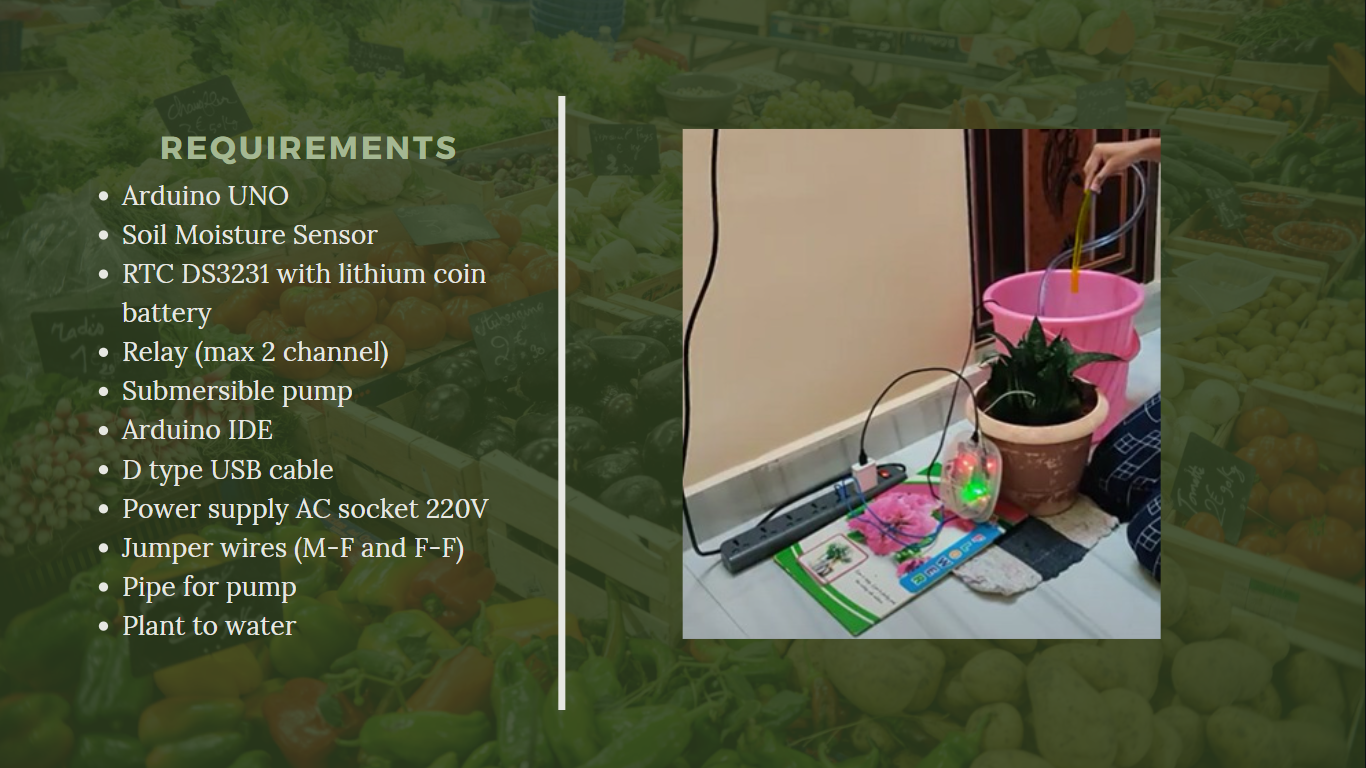 REQUIREMENTS
Arduino UNO
Soil Moisture Sensor
RTC DS3231 with lithium coin
battery
Relay (max 2 channel)
Submersible pump
Arduino IDE
D type USB cable
Power supply AC socket 220V
Jumper wires (M-F and F-F)
Pipe for pump
Plant to water